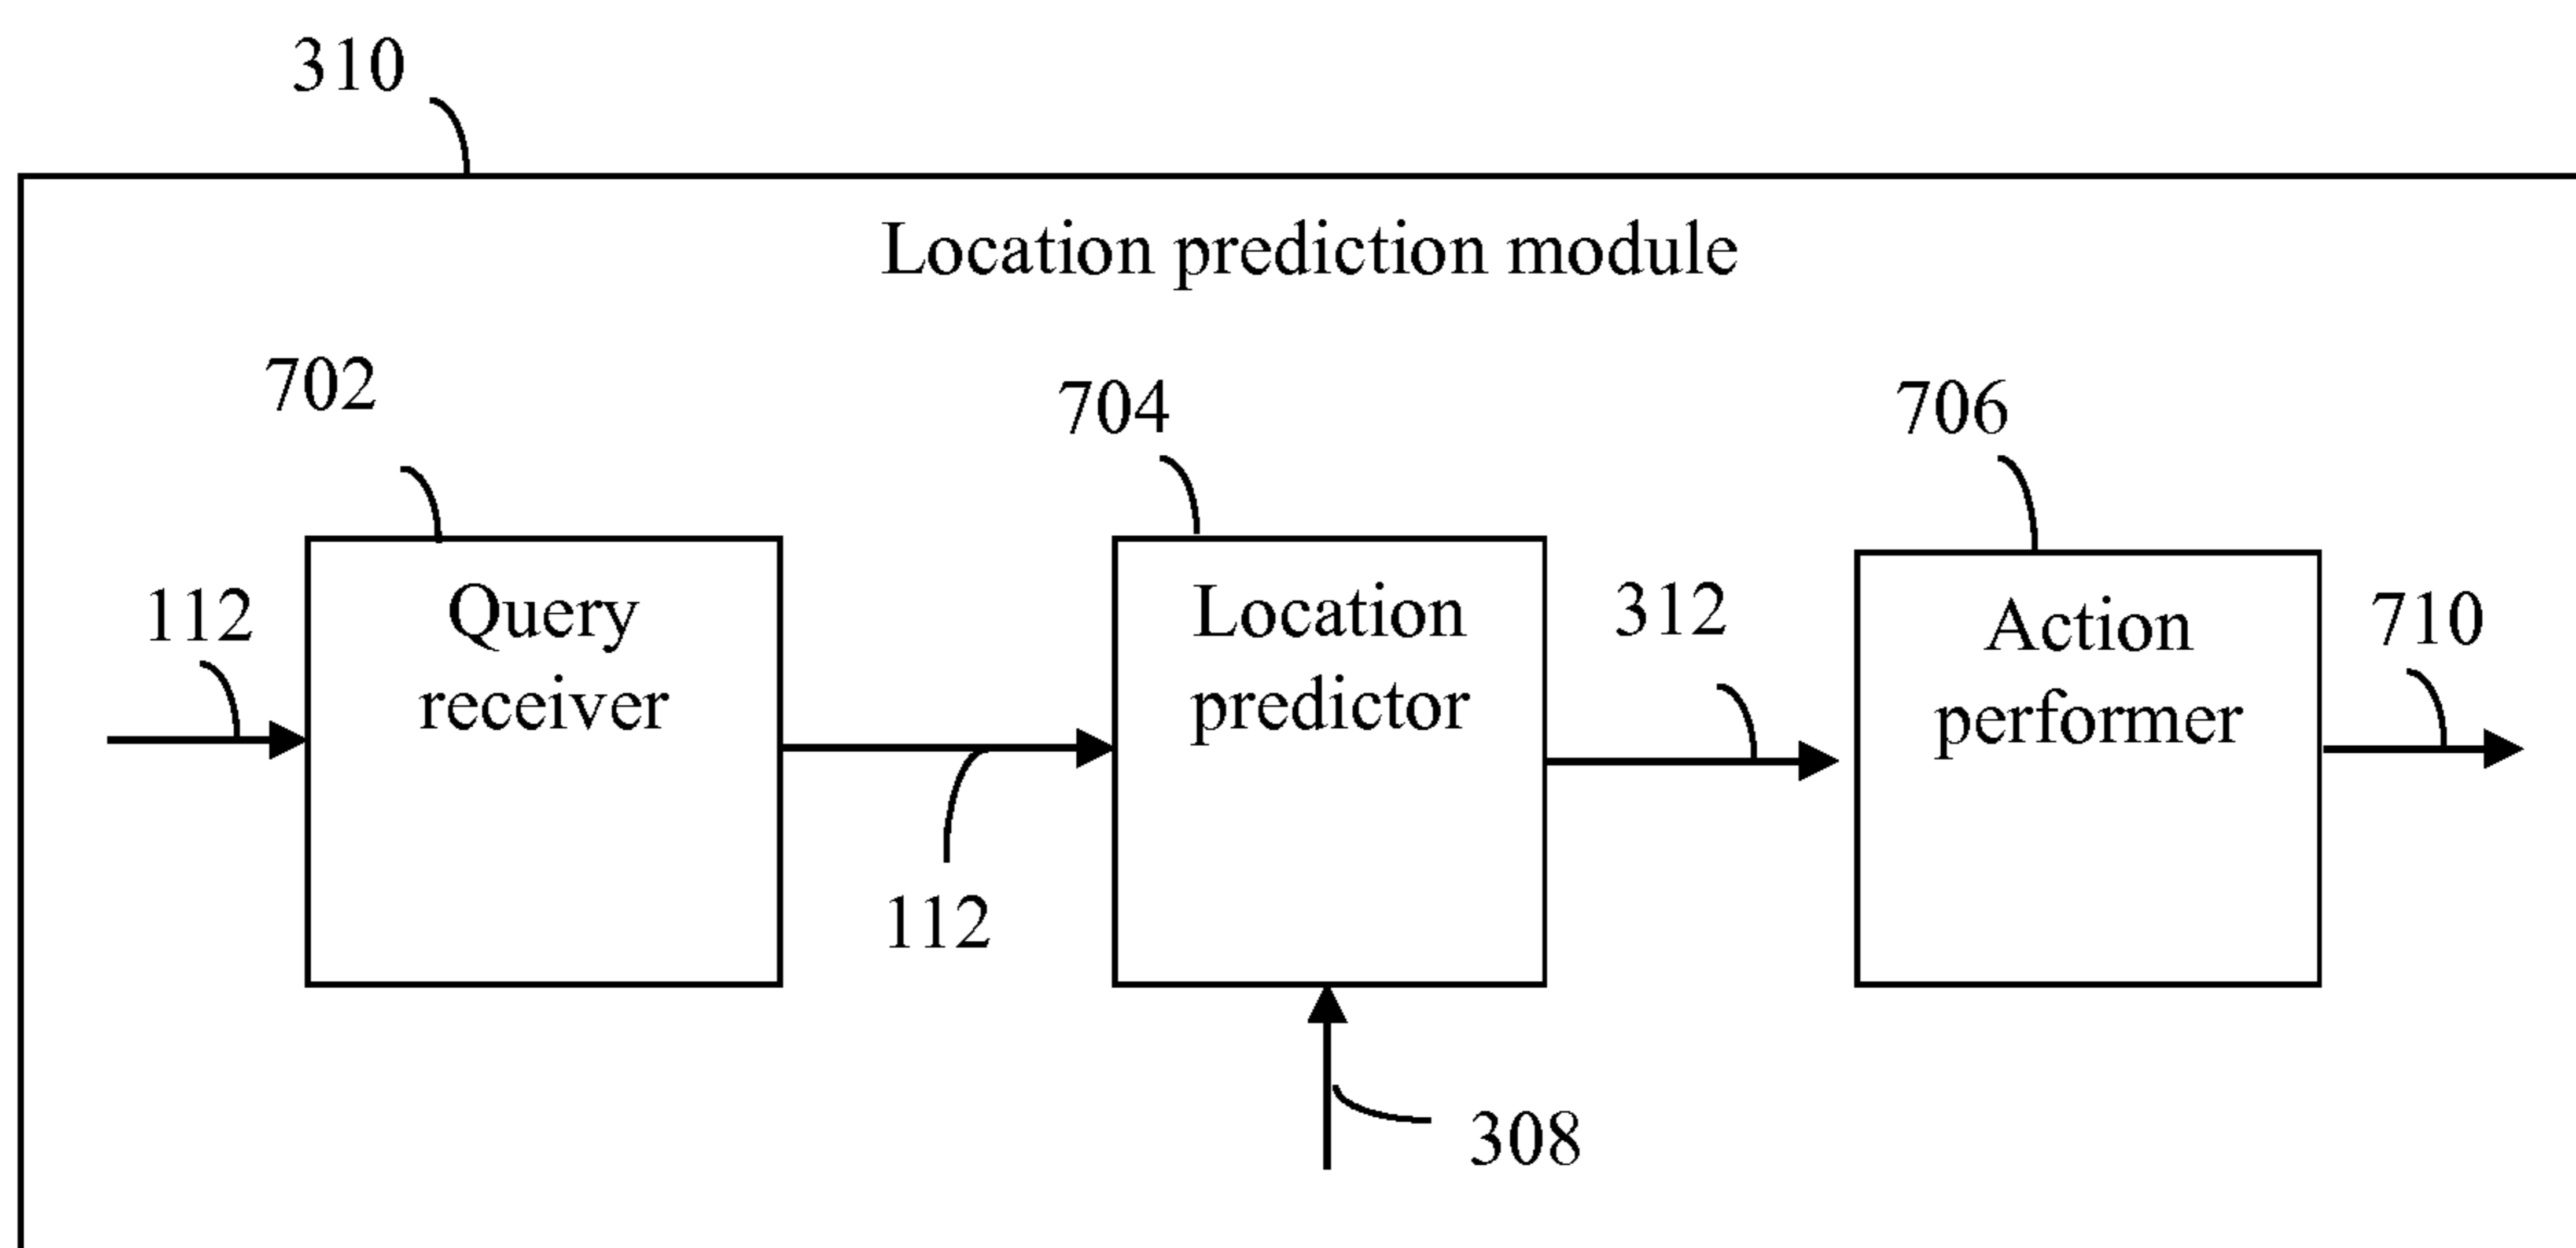 310
Location prediction module
702
704
706
112
Query
receiver
Location
predictor
312
Action
performer
710
112
308